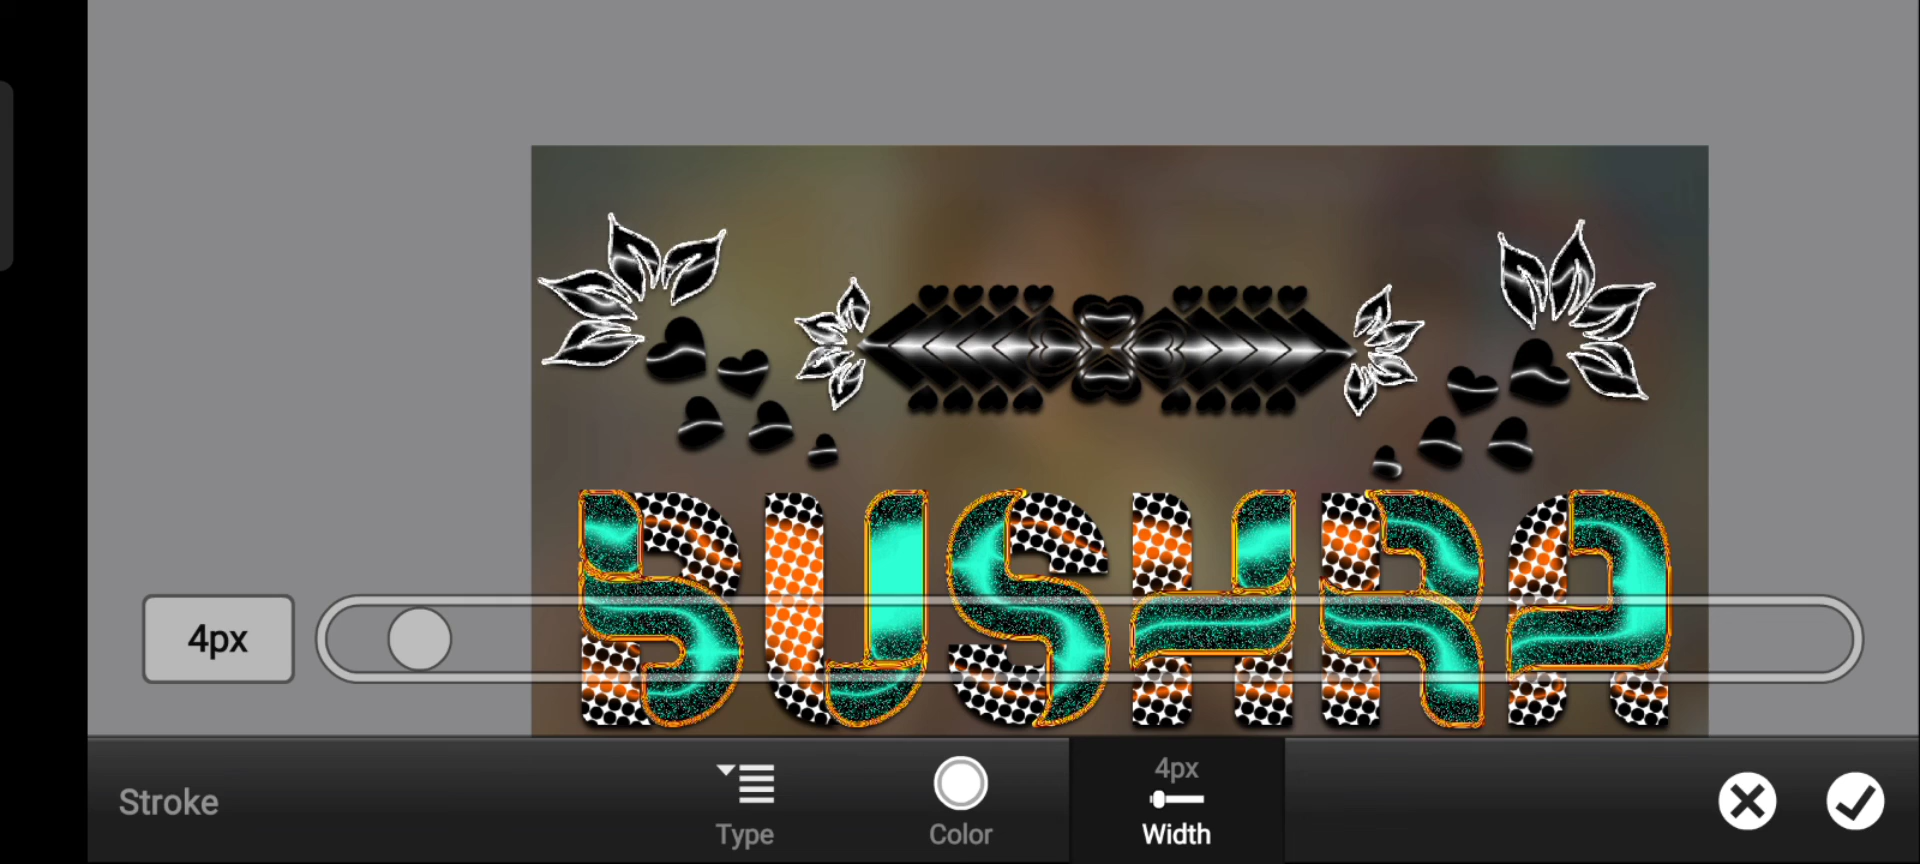 BUSHRA
4px
4px
Stroke
Type
Color
Width